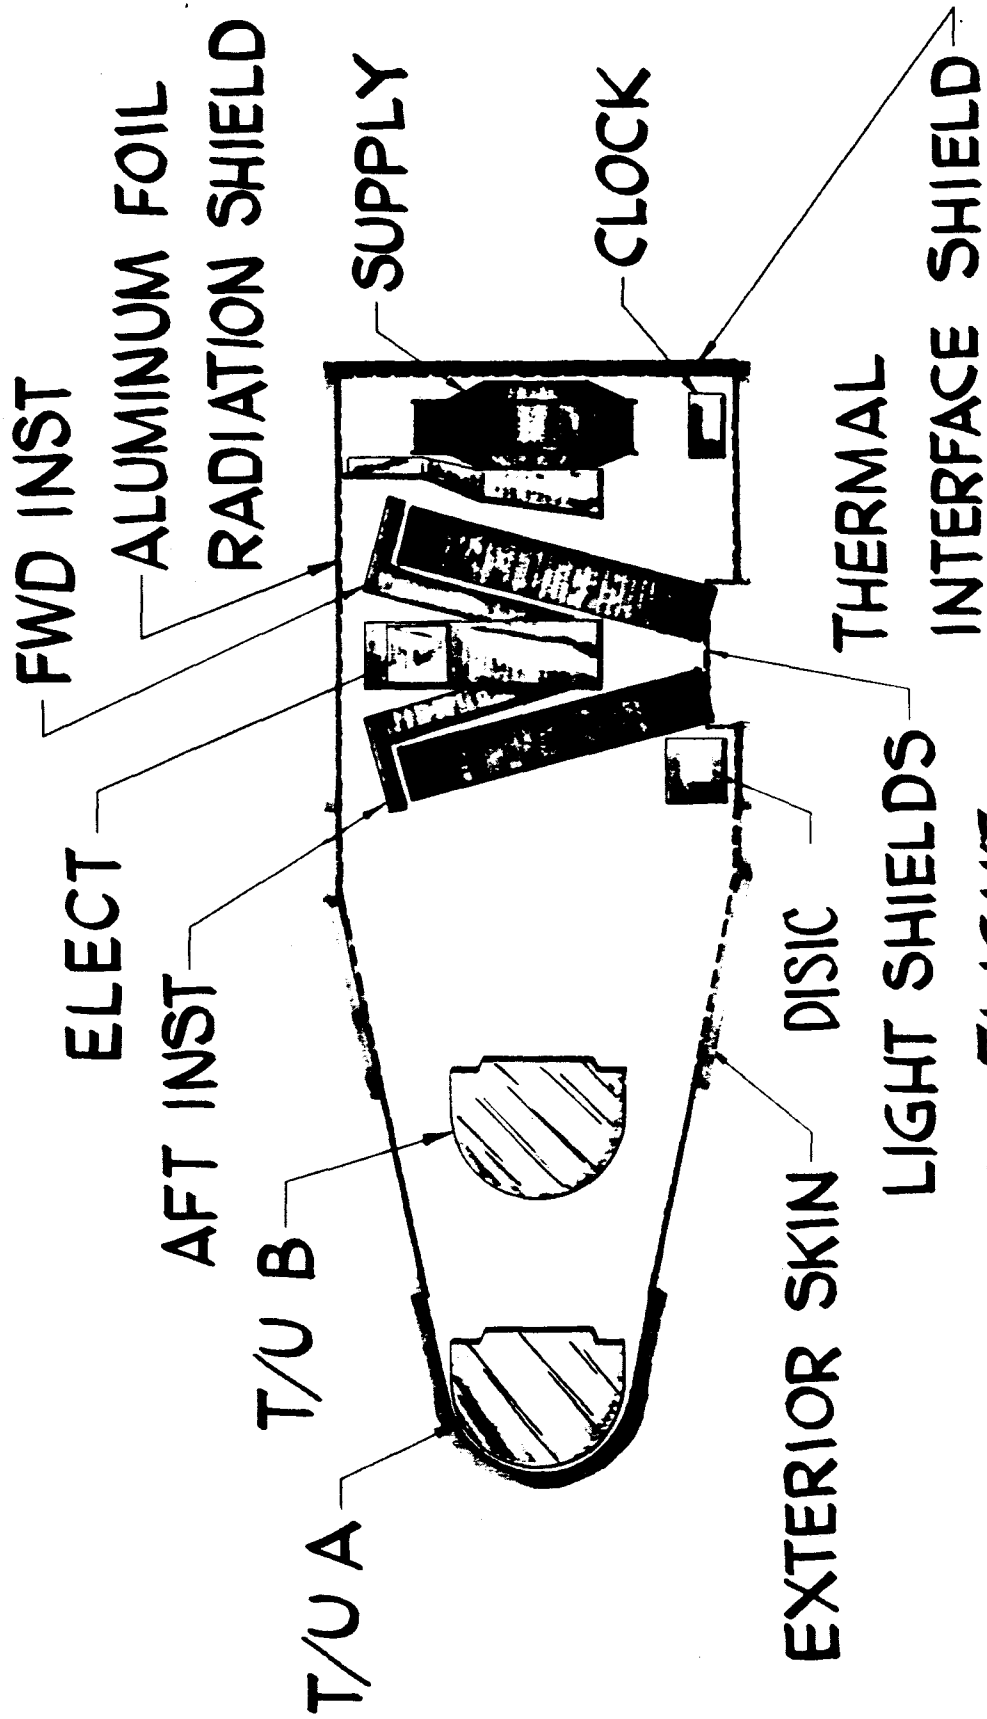 FWD INST
ALUMINUM FOIL
RADIATION SHIELD
SUPPLY
CLOCK
ELECT
AFT INST
T/U B
T/U A
EXTERIOR SKIN
DISIC
LIGHT SHIELDS
THERMAL
INTERFACE SHIELD